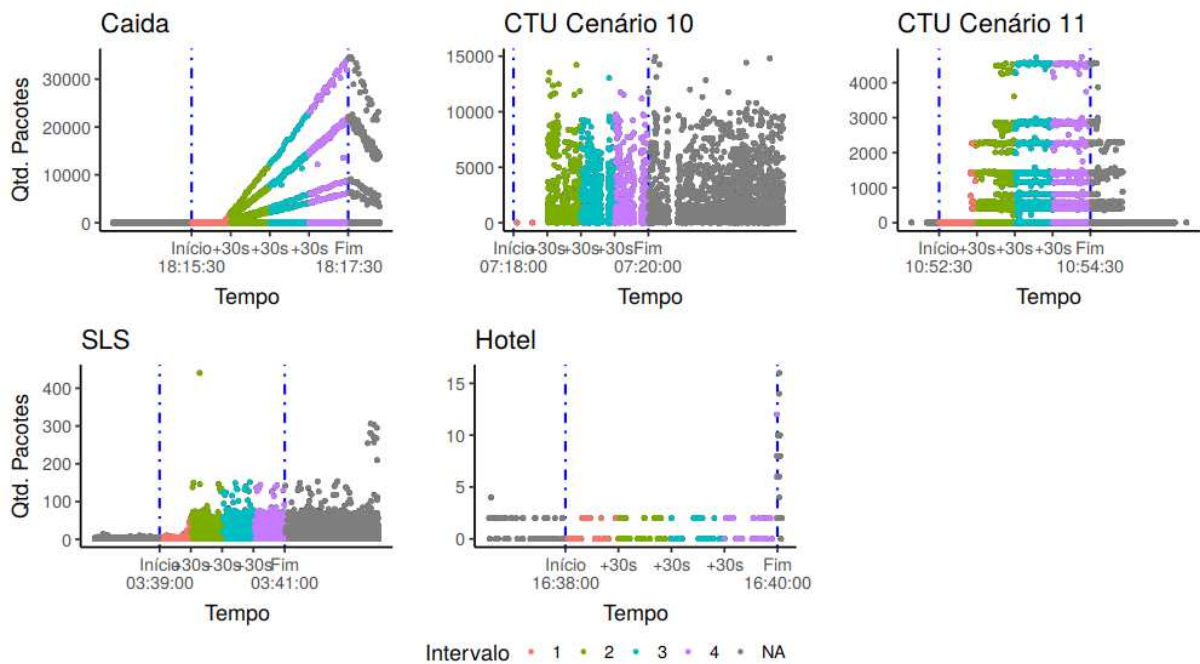 Caida
Qtd. Pacotes
30000
20000
10000
0
Início +30s +30s +30s Fim
18:15:30 18:17:30
Tempo
CTU Cenário 10
15000
10000
5000
0
Início +30s +30s +30s Fim
07:18:00 07:20:00
Tempo
CTU Cenário 11
4000
3000
2000
1000
0
Início +30s +30s +30s Fim
10:52:30 10:54:30
Tempo
SLS
Qtd. Pacotes
400
300
200
100
0
Início +30s +30s +30s Fim
03:39:00 03:41:00
Tempo
Hotel
15
10
5
0
Início +30s +30s +30s Fim
16:38:00 16:40:00
Tempo
Intervalo 1 2 3 4 NA